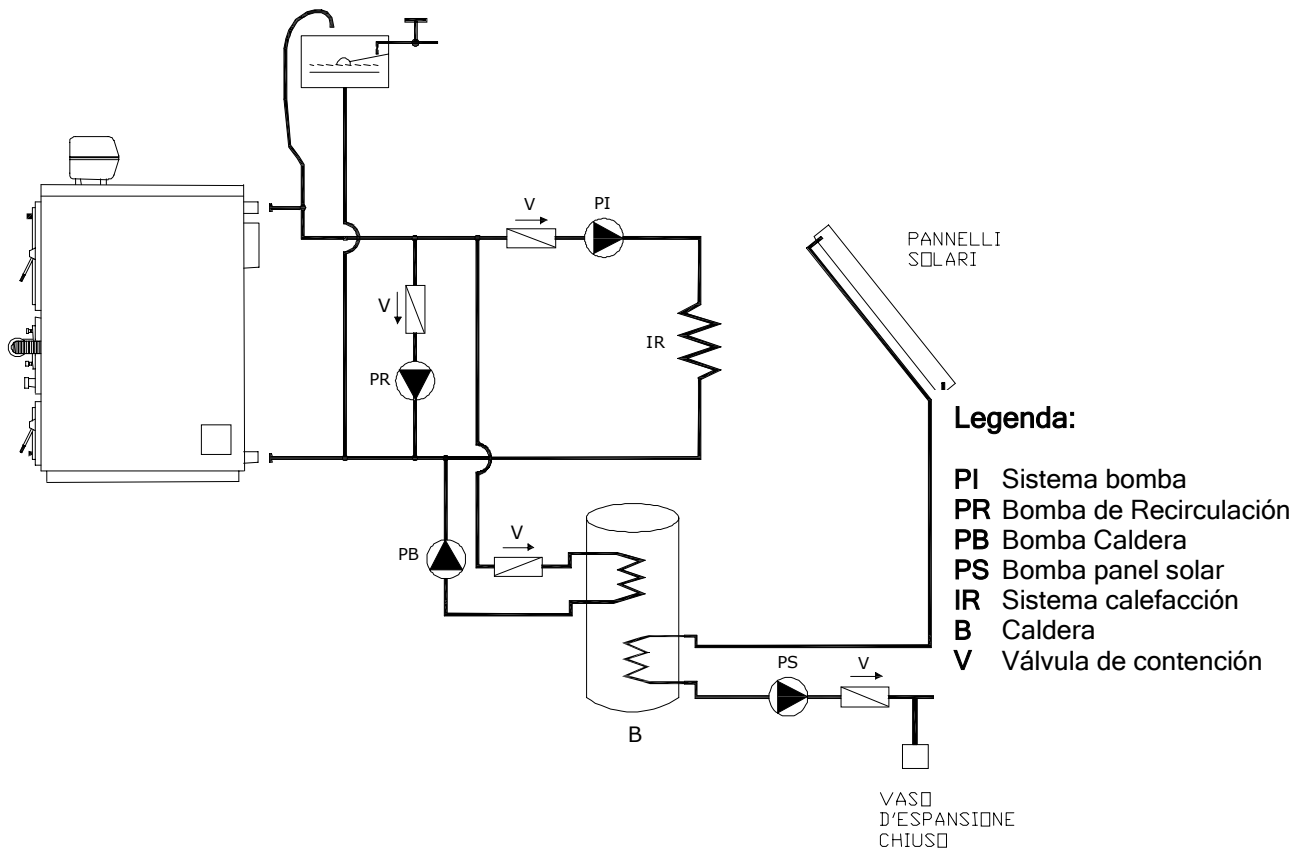 V
PI
PANNELLI
SOLARI
V
IR
PR
Legenda:
PI Sistema bomba
PR Bomba de Recirculación
PB Bomba Caldera
PS Bomba panel solar
IR Sistema calefacción
B Caldera
V Válvula de contención
V
PB
PS
V
B
VASO
D'ESPANSIONE
CHIUSO